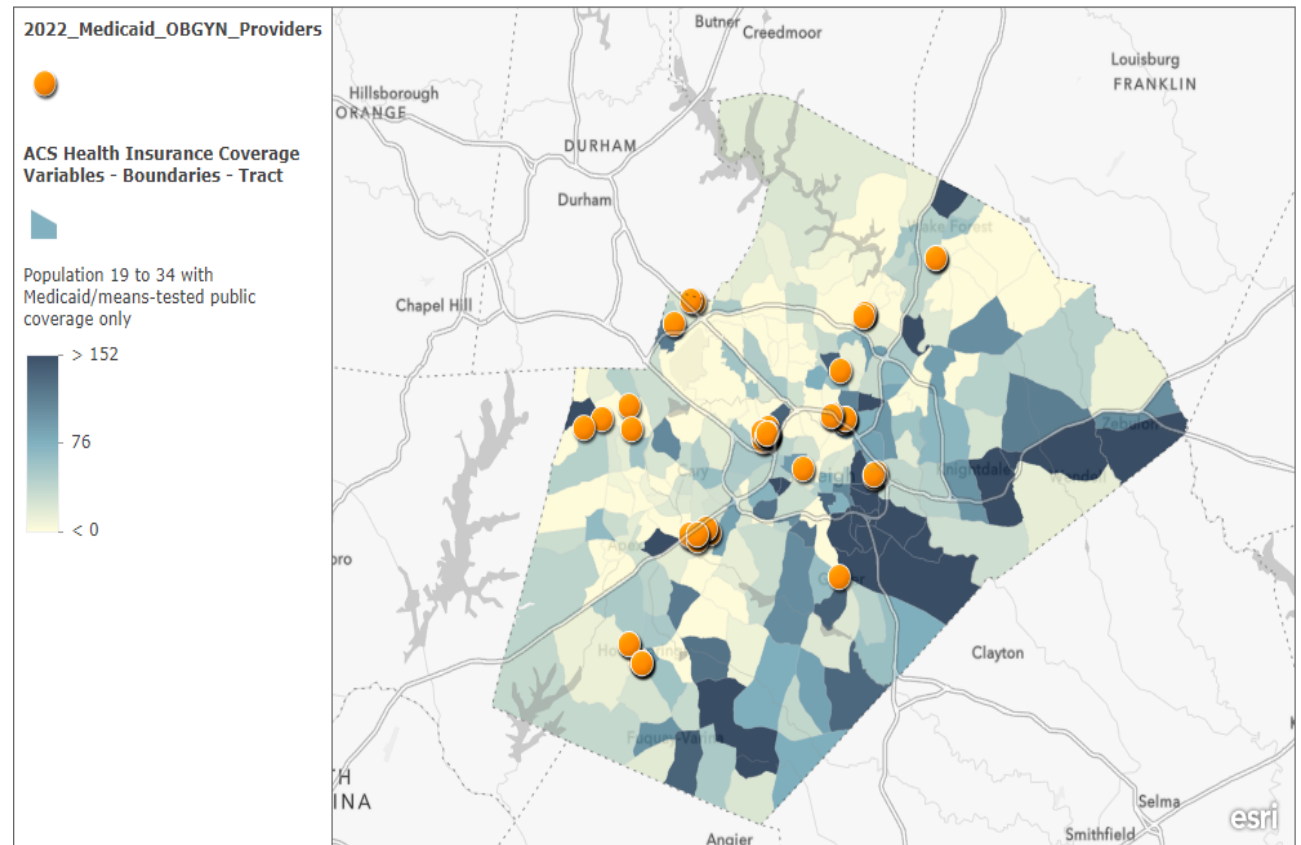 2022_Medicaid_OBGYN_Providers
ACS Health Insurance Coverage
Variables - Boundaries - Tract
Population 19 to 34 with
Medicaid/means-tested public
coverage only
> 152
76
< 0
Butner
Creedmoor
Louisburg
FRANKLIN
Hillsborough
ORANGE
DURHAM
Durham
Wake Forest
Chapel Hill
Zebulon
Cary
Knightdale
Wendell
Apex
Clayton
Fuquay-Varina
Selma
Smithfield
Angier
esri